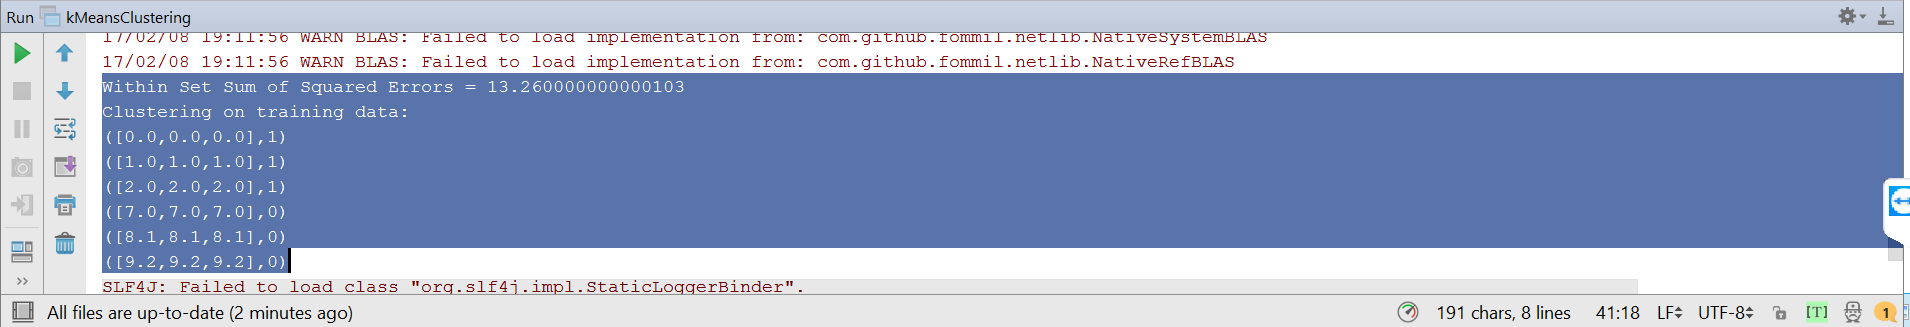 Run kMeansClustering
17/02/08 19:11:56 WARN BLAS: Failed to load implementation from: com.github.fommil.netlib.NativeSystemBLAS
17/02/08 19:11:56 WARN BLAS: Failed to load implementation from: com.github.fommil.netlib.NativeRefBLAS
Within Set Sum of Squared Errors = 13.260000000000103
Clustering on training data:
([0.0,0.0,0.0],1)
([1.0,1.0,1.0],1)
([2.0,2.0,2.0],1)
([7.0,7.0,7.0],0)
([8.1,8.1,8.1],0)
([9.2,9.2,9.2],0)
SLF4J: Failed to load class "org.slf4j.impl.StaticLoggerBinder".
All files are up-to-date (2 minutes ago) 191 chars, 8 lines 41:18 LF UTF-8 [T] 1